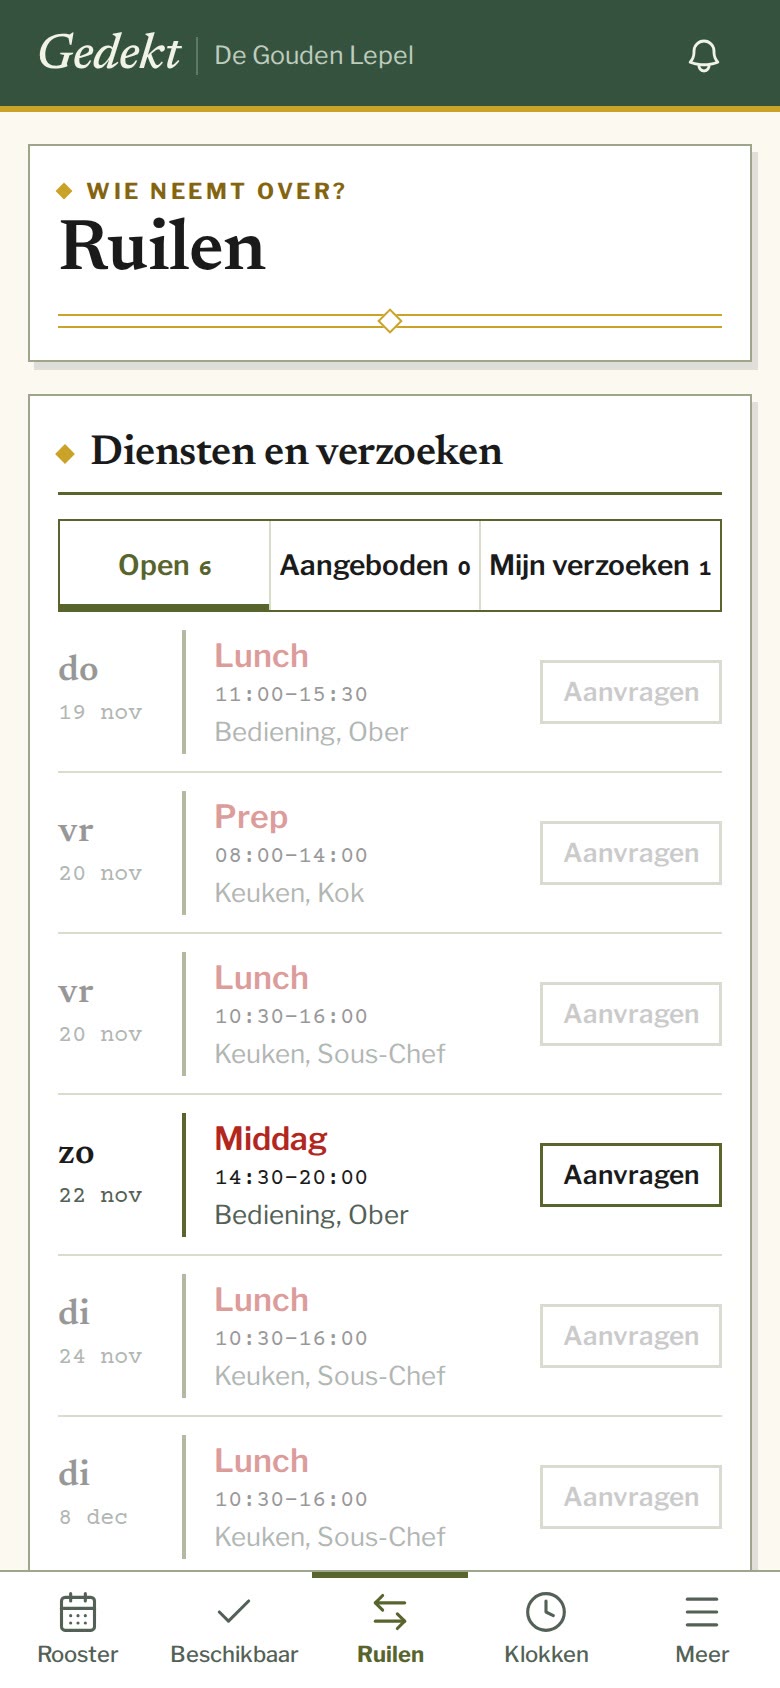 Gedekt De Gouden Lepel
WIE NEEMT OVER?
Ruilen
Diensten en verzoeken
Open 6 Aangeboden 0 Mijn verzoeken 1
do
19 nov
Lunch
11:00–15:30
Bediening, Ober
Aanvragen
vr
20 nov
Prep
08:00–14:00
Keuken, Kok
Aanvragen
vr
20 nov
Lunch
10:30–16:00
Keuken, Sous-Chef
Aanvragen
zo
22 nov
Middag
14:30–20:00
Bediening, Ober
Aanvragen
di
24 nov
Lunch
10:30–16:00
Keuken, Sous-Chef
Aanvragen
di
8 dec
Lunch
10:30–16:00
Keuken, Sous-Chef
Aanvragen
Rooster Beschikbaar Ruilen Klokken Meer